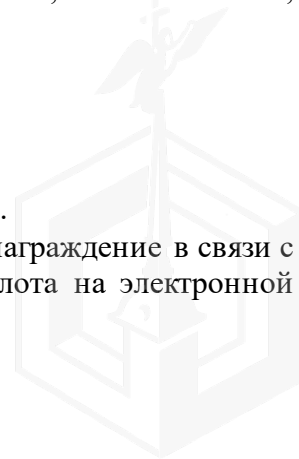 .
награждение в связи с
лота на электронной